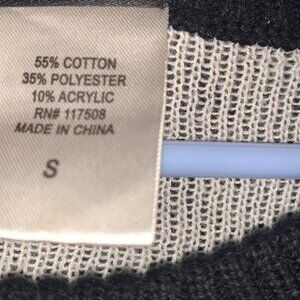 55% COTTON
35% POLYESTER
10% ACRYLIC
RN# 117508
MADE IN CHINA
S